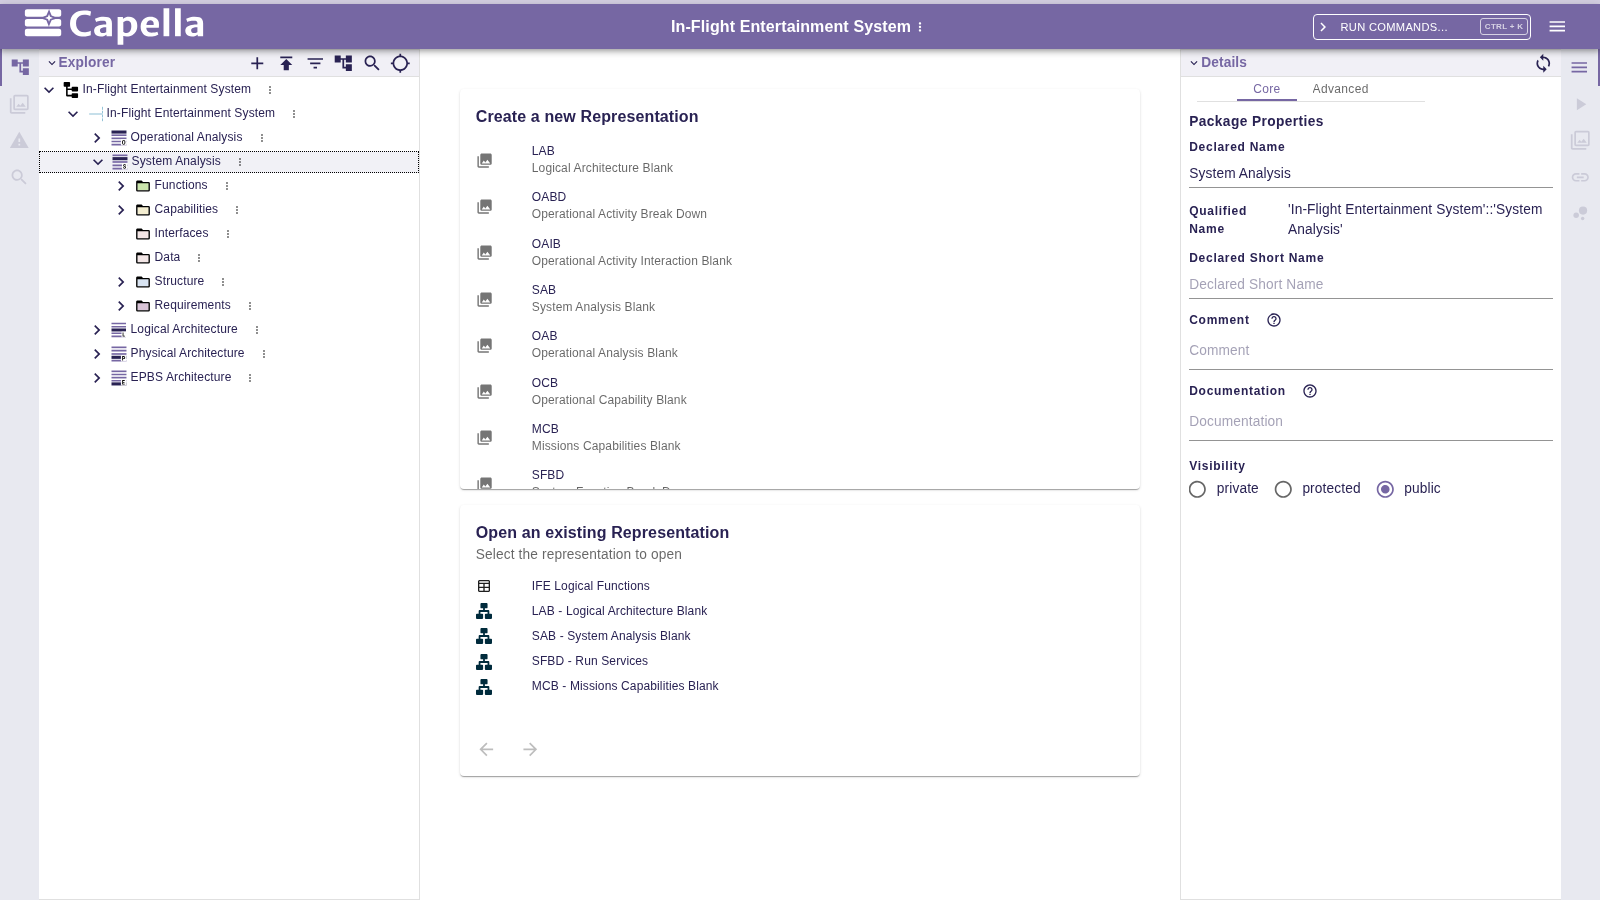 Capella
In-Flight Entertainment System
RUN COMMANDS...
CTRL + K
Explorer
In-Flight Entertainment System
In-Flight Entertainment System
Operational Analysis
System Analysis
Functions
Capabilities
Interfaces
Data
Structure
Requirements
Logical Architecture
Physical Architecture
EPBS Architecture
Create a new Representation
LAB
Logical Architecture Blank
OABD
Operational Activity Break Down
OAIB
Operational Activity Interaction Blank
SAB
System Analysis Blank
OAB
Operational Analysis Blank
OCB
Operational Capability Blank
MCB
Missions Capabilities Blank
SFBD
Open an existing Representation
Select the representation to open
IFE Logical Functions
LAB - Logical Architecture Blank
SAB - System Analysis Blank
SFBD - Run Services
MCB - Missions Capabilities Blank
Details
Core
Advanced
Package Properties
Declared Name
System Analysis
Qualified Name
'In-Flight Entertainment System'::'System
Analysis'
Declared Short Name
Declared Short Name
Comment
Comment
Documentation
Documentation
Visibility
private
protected
public